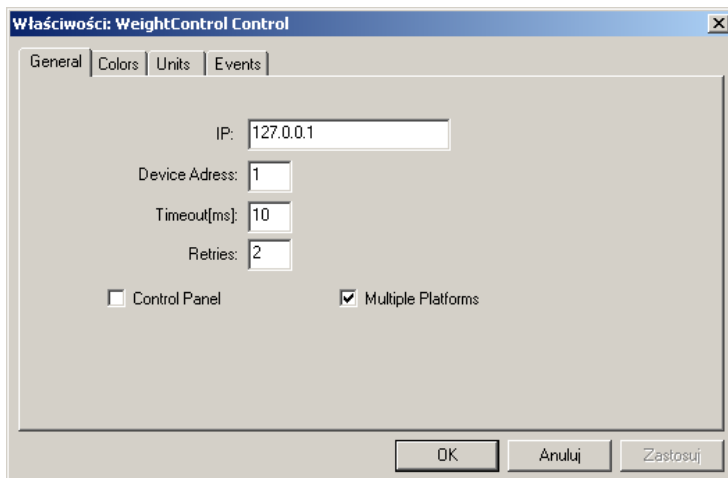 Właściwości: WeightControl Control
General Colors Units Events
IP: 127.0.0.1
Device Adress: 1
Timeout[ms]: 10
Retries: 2
Control Panel Multiple Platforms
OK Anuluj Zastosuj